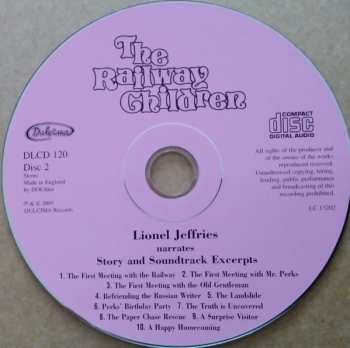 The
Railway
Children
Dulcima
COMPACT
disc
DIGITAL AUDIO
DLCD 120
Disc 2
Stereo
Made in England
by DOCdata
℗ & © 2005
DULCIMA Records
All rights of the producer and
of the owner of the works
reproduced reserved.
Unauthorised copying, hiring,
lending, public performance
and broadcasting of this
recording prohibited.
Lionel Jeffries
narrates
Story and Soundtrack Excerpts
1. The First Meeting with the Railway 2. The First Meeting with Mr. Perks
3. The First Meeting with the Old Gentleman
4. Befriending the Russian Writer 5. The Landslide
6. Perks' Birthday Party 7. The Truth is Uncovered
8. The Paper Chase Rescue 9. A Surprise Visitor
10. A Happy Homecoming